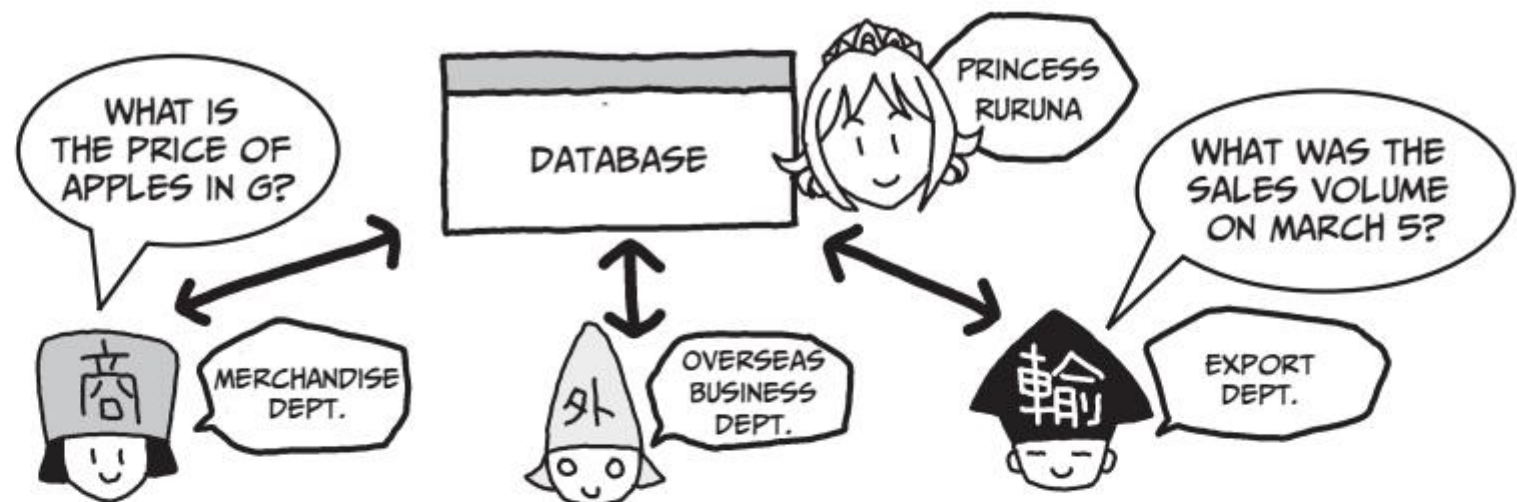 WHAT IS
THE PRICE OF
APPLES IN G?
DATABASE
PRINCESS
RURUNA
WHAT WAS THE
SALES VOLUME
ON MARCH 5?
商
MERCHANDISE
DEPT.
外
OVERSEAS
BUSINESS
DEPT.
輸
EXPORT
DEPT.